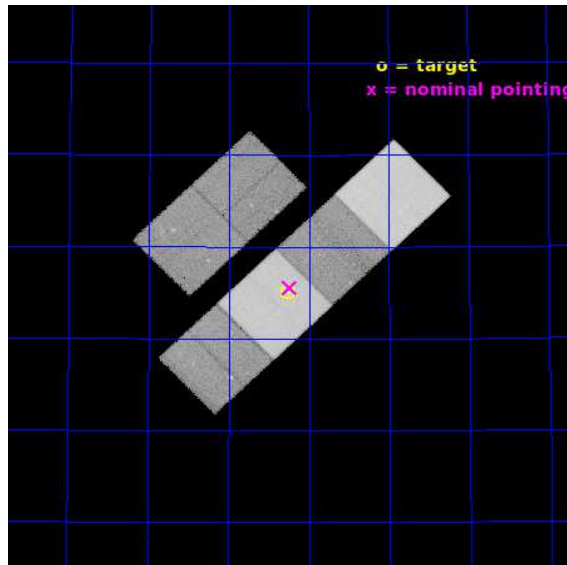 o = target
x = nominal pointing